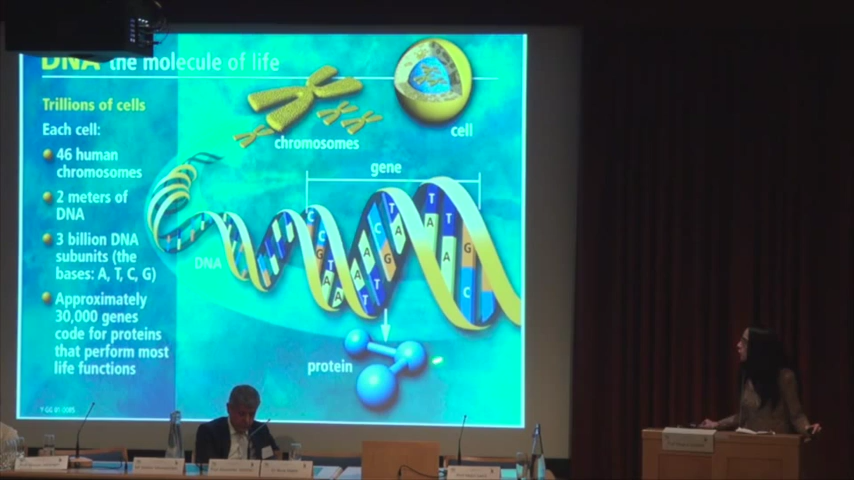 DNA the molecule of life
Trillions of cells
Each cell:
46 human
chromosomes
2 meters of
DNA
3 billion DNA
subunits (the
bases: A, T, C, G)
Approximately
30,000 genes
code for proteins
that perform most
life functions
chromosomes
cell
gene
DNA
protein
C
C
G
T
A
A
T
A
C
T
G
T
A
A
T
T
A
G
C